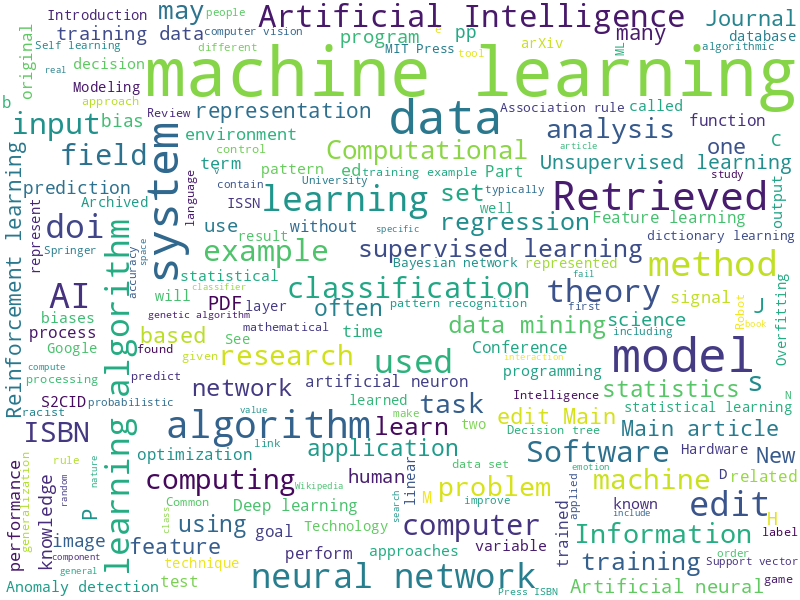 Introduction
may
people
Artificial Intelligence
Journal
training data
computer vision
program
pp
e
many
database
Self learning
different
MIT Press
arXiv
ML
algorithmic
original
decision
real
tool
machine learning
Modeling
b
approach
Review
representation
data
Association rule
called
function
input
bias
system
environment
analysis
one
C
control
Computational
article
field
term
pattern
ed
training example
Part
Unsupervised learning
study
prediction
v
language
contain
University
learning
set
typically
Retrieved
output
Archived
ISSN
well
Reinforcement learning
represent
doi
use
without
specific
regression
Feature learning
Springer
accuracy
space
result
example
supervised learning
dictionary learning
statistical
Bayesian network
represented
fail
method
AI
will
classifier
classification
theory
PDF
layer
often
pattern recognition
first
signal
Robot
J
book
Overfitting
biases
genetic algorithm
process
based
See
mathematical
time
data mining
science
including
Google
found
Conference
learning algorithm
compute
given
research
used
interaction
model
processing
predict
programming
S2CID
probabilistic
network
artificial neuron
Intelligence
statistics
s
N
racist
learned
make
task
edit Main
statistical learning
ISBN
value
algorithm
learn
two
Decision tree
Main article
link
application
optimization
Software
Hardware
New
performance
generalization
rule
knowledge
random
nature
computing
human
linear
data set
emotion
applied
machine
D
related
Wikipedia
problem
improve
P
Common
Deep learning
M
search
known
include
edit
H
class
using
goal
Technology
computer
variable
trained
Information
label
image
feature
perform
approaches
order
component
technique
training
Support vector
general
test
neural network
game
Anomaly detection
Press ISBN
Artificial neural